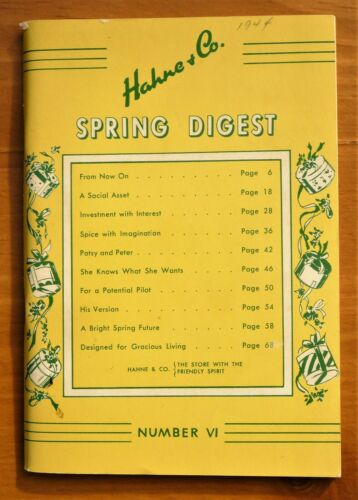 1944
Hahne & Co.
SPRING DIGEST
From Now On . . . . . . . . . Page 6
A Social Asset . . . . . . . . . Page 18
Investment with Interest . . . . . . Page 28
Spice with Imagination . . . . . . Page 36
Patsy and Peter . . . . . . . . . Page 42
She Knows What She Wants . . . . . Page 46
For a Potential Pilot . . . . . . . Page 50
His Version . . . . . . . . . . Page 54
A Bright Spring Future . . . . . . Page 58
Designed for Gracious Living . . . . Page 68
HAHNE & CO. { THE STORE WITH THE
FRIENDLY SPIRIT
NUMBER VI